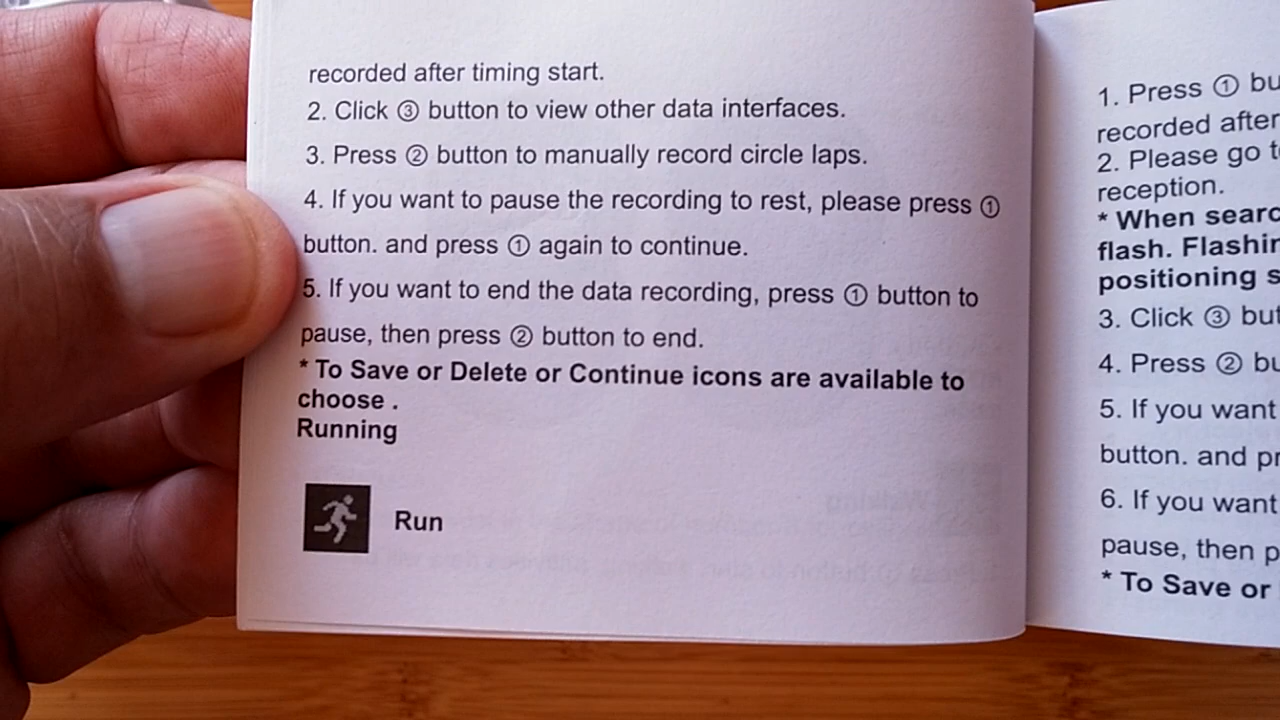 recorded after timing start.
2. Click ③ button to view other data interfaces.
3. Press ② button to manually record circle laps.
4. If you want to pause the recording to rest, please press ①
button. and press ① again to continue.
5. If you want to end the data recording, press ① button to
pause, then press ② button to end.
* To Save or Delete or Continue icons are available to
choose .
Running
Run
1. Press ① bu
recorded after
2. Please go t
reception.
* When searc
flash. Flashin
positioning s
3. Click ③ but
4. Press ② bu
5. If you want
button. and pr
6. If you want
pause, then p
* To Save or